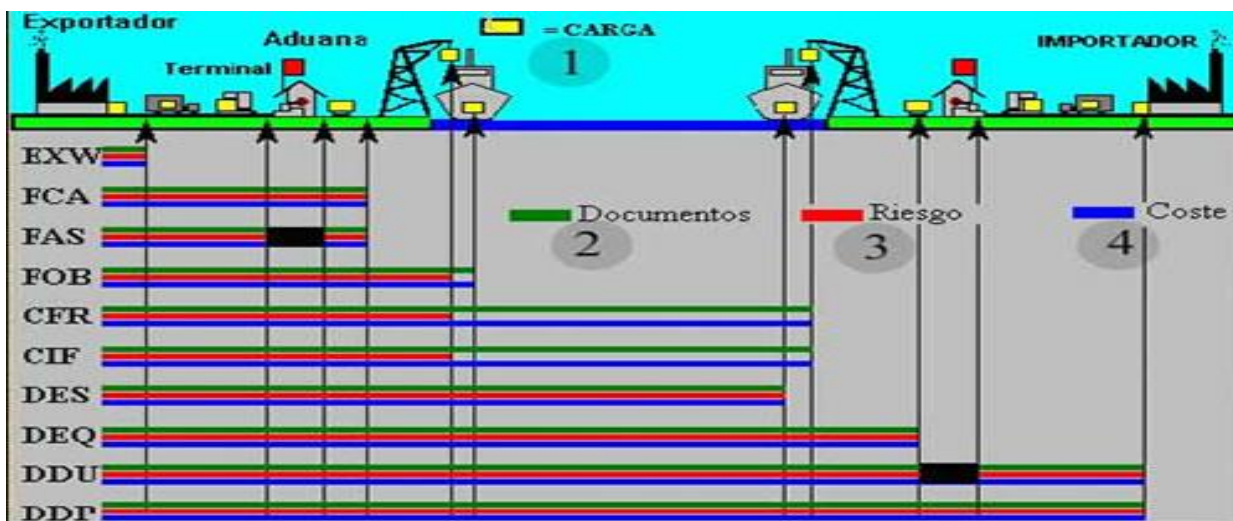 Exportador
= CARGA
Aduana
IMPORTADOR
1
Terminal
EXW
FCA
Documentos
Riesgo
Coste
FAS
2
3
4
FOB
CFR
CIF
DES
DEQ
DDU
DDP